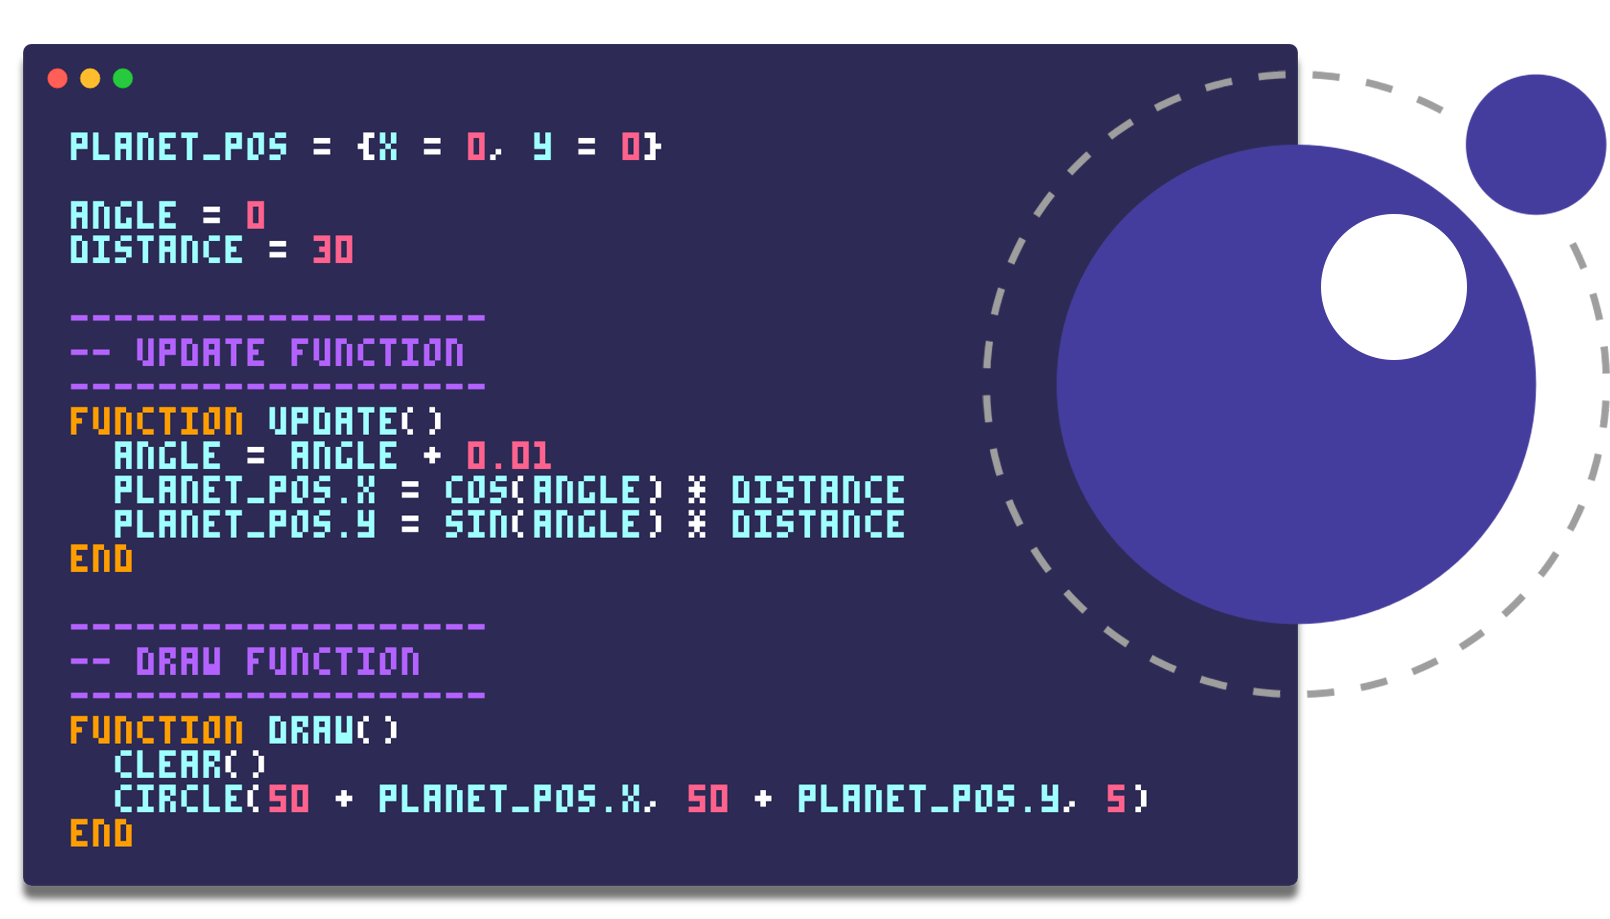 PLANET_POS = {X = 0, Y = 0}
ANGLE = 0
DISTANCE = 30
-------------------
-- UPDATE FUNCTION
-------------------
FUNCTION UPDATE()
ANGLE = ANGLE + 0.01
PLANET_POS.X = COS(ANGLE) * DISTANCE
PLANET_POS.Y = SIN(ANGLE) * DISTANCE
END
-------------------
-- DRAW FUNCTION
-------------------
FUNCTION DRAW()
CLEAR()
CIRCLE(50 + PLANET_POS.X, 50 + PLANET_POS.Y, 5)
END